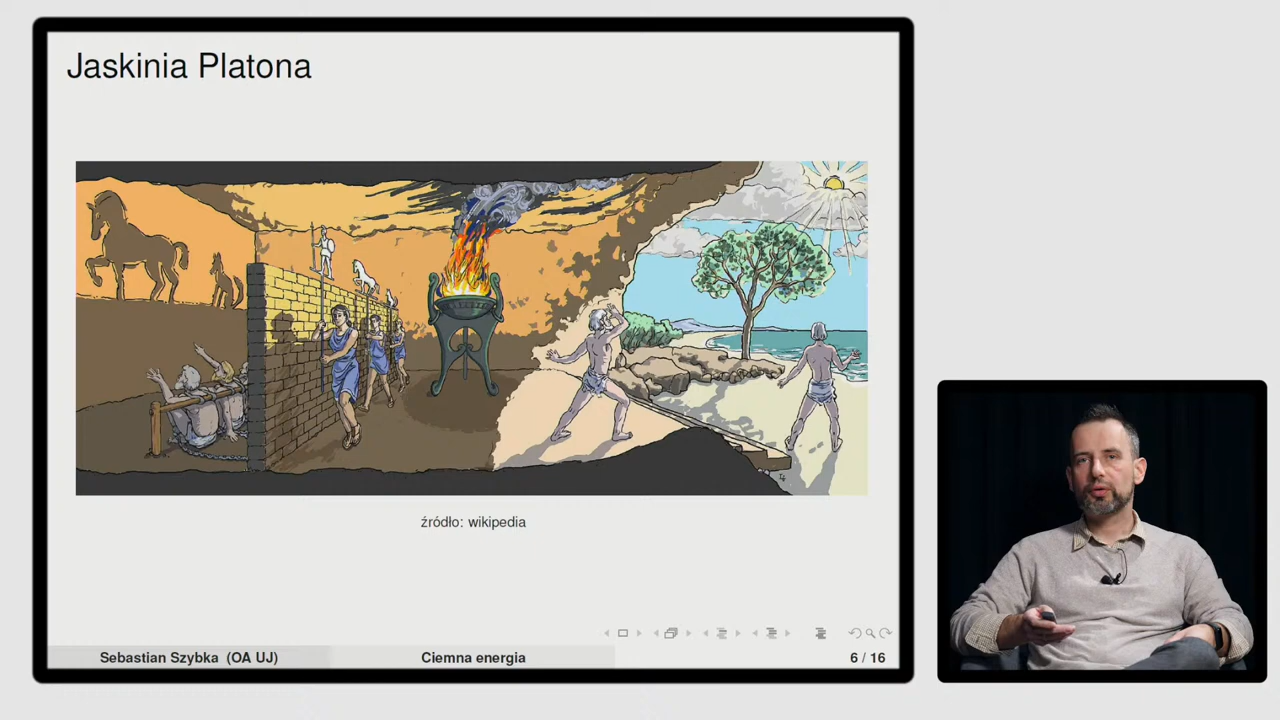 Jaskinia Platona
źródło: wikipedia
Sebastian Szybka (OA UJ)
Ciemna energia
6 / 16